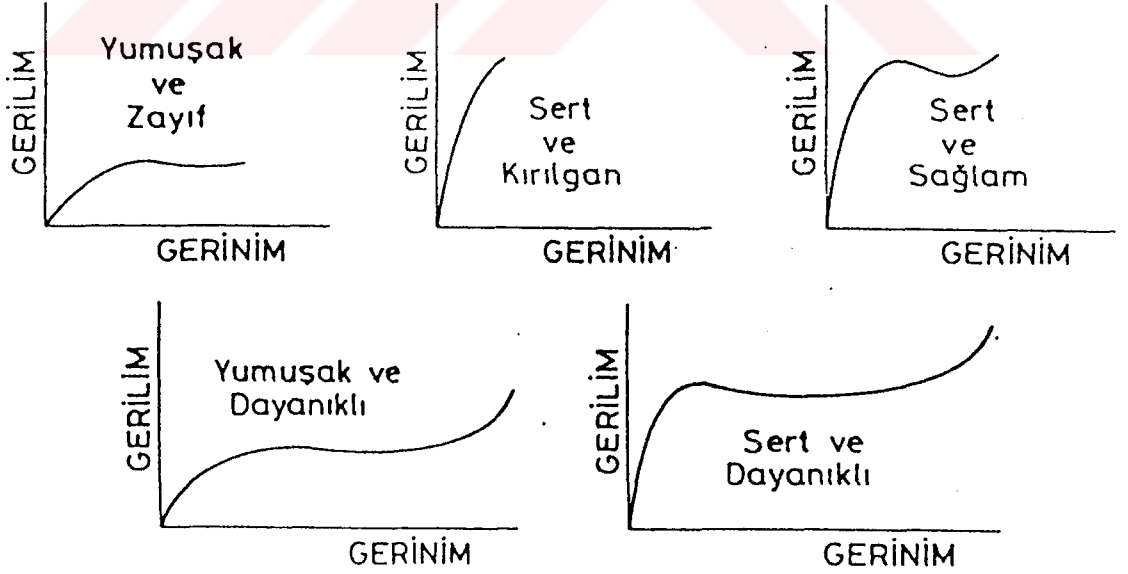 GERİLİM
Yumuşak
ve
Zayıf
GERİNİM
GERİLİM
Sert
ve
Kırılgan
GERİNİM
GERİLİM
Sert
ve
Sağlam
GERİNİM
GERİLİM
Yumuşak ve
Dayanıklı
GERİNİM
GERİLİM
Sert ve
Dayanıklı
GERİNİM